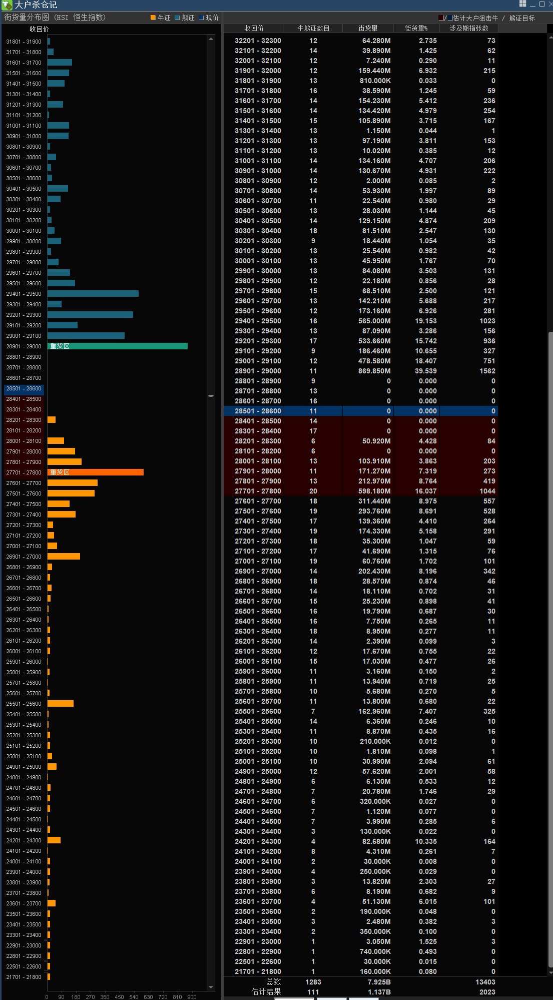 大户杀仓记
街货量分布图 (HSI 恒生指数) 牛证 熊证 现价
/估计大户狙击牛 / 熊证目标
收回价
31801 - 31900
31701 - 31800
31601 - 31700
31501 - 31600
31401 - 31500
31301 - 31400
31201 - 31300
31101 - 31200
31001 - 31100
30901 - 31000
30801 - 30900
30701 - 30800
30601 - 30700
30501 - 30600
30401 - 30500
30301 - 30400
30201 - 30300
30101 - 30200
30001 - 30100
29901 - 30000
29801 - 29900
29701 - 29800
29601 - 29700
29501 - 29600
29401 - 29500
29301 - 29400
29201 - 29300
29101 - 29200
29001 - 29100
28901 - 29000 重货区
28801 - 28900
28701 - 28800
28601 - 28700
28501 - 28600
28401 - 28500
28301 - 28400
28201 - 28300
28101 - 28200
28001 - 28100
27901 - 28000
27801 - 27900
27701 - 27800 重货区
27601 - 27700
27501 - 27600
27401 - 27500
27301 - 27400
27201 - 27300
27101 - 27200
27001 - 27100
26901 - 27000
26801 - 26900
26701 - 26800
26601 - 26700
26501 - 26600
26401 - 26500
26301 - 26400
26201 - 26300
26101 - 26200
26001 - 26100
25901 - 26000
25801 - 25900
25701 - 25800
25601 - 25700
25501 - 25600
25401 - 25500
25301 - 25400
25201 - 25300
25101 - 25200
25001 - 25100
24901 - 25000
24801 - 24900
24701 - 24800
24601 - 24700
24501 - 24600
24401 - 24500
24301 - 24400
24201 - 24300
24101 - 24200
24001 - 24100
23901 - 24000
23801 - 23900
23701 - 23800
23601 - 23700
23501 - 23600
23401 - 23500
23301 - 23400
22901 - 23000
22801 - 22900
22501 - 22600
21701 - 21800
0 90 180 270 360 450 540 630 720 810 900
收回价 牛熊证数目 街货量 街货量% 涉及期指张数
32201 - 32300 12 64.280M 2.735 73
32101 - 32200 14 39.890M 1.425 62
32001 - 32100 12 7.240M 0.290 11
31901 - 32000 12 159.440M 6.932 215
31801 - 31900 13 810.000K 0.033 0
31701 - 31800 16 38.590M 1.245 59
31601 - 31700 14 154.230M 5.412 236
31501 - 31600 14 134.420M 4.979 254
31401 - 31500 15 105.890M 3.715 167
31301 - 31400 13 1.150M 0.044 1
31201 - 31300 13 97.190M 3.811 153
31101 - 31200 13 10.020M 0.385 12
31001 - 31100 14 134.160M 4.707 206
30901 - 31000 14 130.670M 4.931 222
30801 - 30900 12 2.000M 0.085 2
30701 - 30800 14 53.930M 1.997 89
30601 - 30700 11 22.540M 0.980 29
30501 - 30600 13 28.030M 1.144 45
30401 - 30500 14 129.150M 4.874 209
30301 - 30400 18 81.510M 2.547 130
30201 - 30300 9 18.440M 1.054 35
30101 - 30200 13 25.540M 0.982 42
30001 - 30100 13 45.950M 1.767 70
29901 - 30000 13 84.080M 3.503 131
29801 - 29900 12 22.180M 0.856 28
29701 - 29800 15 68.510M 2.500 121
29601 - 29700 13 142.210M 5.688 217
29501 - 29600 12 173.160M 6.926 281
29401 - 29500 16 565.000M 19.153 1023
29301 - 29400 13 87.090M 3.286 156
29201 - 29300 17 533.660M 15.742 936
29101 - 29200 9 186.460M 10.655 327
29001 - 29100 12 478.580M 18.407 751
28901 - 29000 11 869.850M 39.539 1562
28801 - 28900 9 0 0.000 0
28701 - 28800 13 0 0.000 0
28601 - 28700 16 0 0.000 0
28501 - 28600 11 0 0.000 0
28401 - 28500 14 0 0.000 0
28301 - 28400 17 0 0.000 0
28201 - 28300 6 50.920M 4.428 84
28101 - 28200 6 0 0.000 0
28001 - 28100 13 103.910M 3.863 203
27901 - 28000 11 171.270M 7.319 273
27801 - 27900 13 212.970M 8.764 419
27701 - 27800 20 598.180M 16.037 1044
27601 - 27700 18 311.440M 8.975 557
27501 - 27600 19 293.760M 8.691 528
27401 - 27500 17 139.360M 4.410 264
27301 - 27400 19 174.330M 5.158 291
27201 - 27300 18 35.300M 1.047 59
27101 - 27200 17 41.690M 1.315 76
27001 - 27100 19 60.760M 1.702 101
26901 - 27000 14 202.430M 8.196 342
26801 - 26900 18 28.570M 0.874 46
26701 - 26800 14 18.110M 0.702 31
26601 - 26700 15 25.230M 0.898 41
26501 - 26600 16 19.790M 0.687 30
26401 - 26500 16 7.750M 0.265 11
26301 - 26400 18 8.950M 0.277 11
26201 - 26300 14 2.390M 0.099 3
26101 - 26200 12 17.670M 0.755 22
26001 - 26100 15 17.030M 0.477 26
25901 - 26000 11 3.160M 0.150 2
25801 - 25900 11 13.940M 0.719 25
25701 - 25800 10 5.680M 0.270 5
25601 - 25700 11 13.800M 0.680 22
25501 - 25600 7 162.960M 7.407 325
25401 - 25500 14 6.360M 0.246 10
25301 - 25400 11 8.870M 0.435 16
25201 - 25300 10 210.000K 0.012 0
25101 - 25200 10 1.810M 0.098 1
25001 - 25100 10 30.990M 2.094 61
24901 - 25000 12 57.620M 2.001 58
24801 - 24900 6 6.130M 0.533 12
24701 - 24800 7 20.780M 1.746 29
24601 - 24700 6 320.000K 0.027 0
24501 - 24600 7 1.120M 0.077 0
24401 - 24500 7 3.990M 0.285 6
24301 - 24400 3 130.000K 0.022 0
24201 - 24300 4 82.680M 10.335 164
24101 - 24200 8 4.310M 0.261 7
24001 - 24100 2 30.000K 0.008 0
23901 - 24000 4 250.000K 0.029 0
23801 - 23900 3 13.820M 2.303 27
23701 - 23800 6 8.190M 0.682 9
23601 - 23700 4 51.130M 6.015 101
23501 - 23600 2 190.000K 0.048 0
23401 - 23500 3 2.480M 0.382 3
23301 - 23400 2 350.000K 0.100 0
22901 - 23000 1 3.050M 1.525 3
22801 - 22900 1 740.000K 0.493 0
22501 - 22600 1 30.000K 0.015 0
21701 - 21800 1 160.000K 0.080 0
总数 1283 7.925B 13403
估计结果 111 1.137B 2023